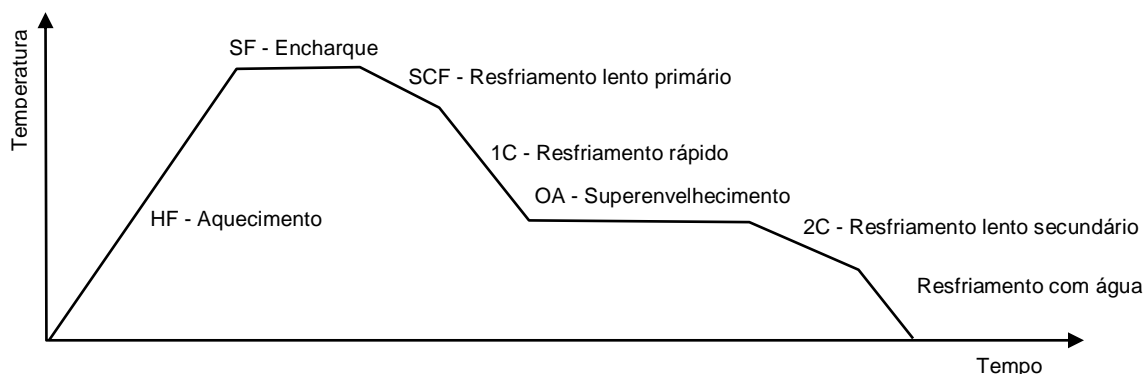 Temperatura
SF - Encharque
SCF - Resfriamento lento primário
1C - Resfriamento rápido
OA - Superenvelhecimento
HF - Aquecimento
2C - Resfriamento lento secundário
Resfriamento com água
Tempo